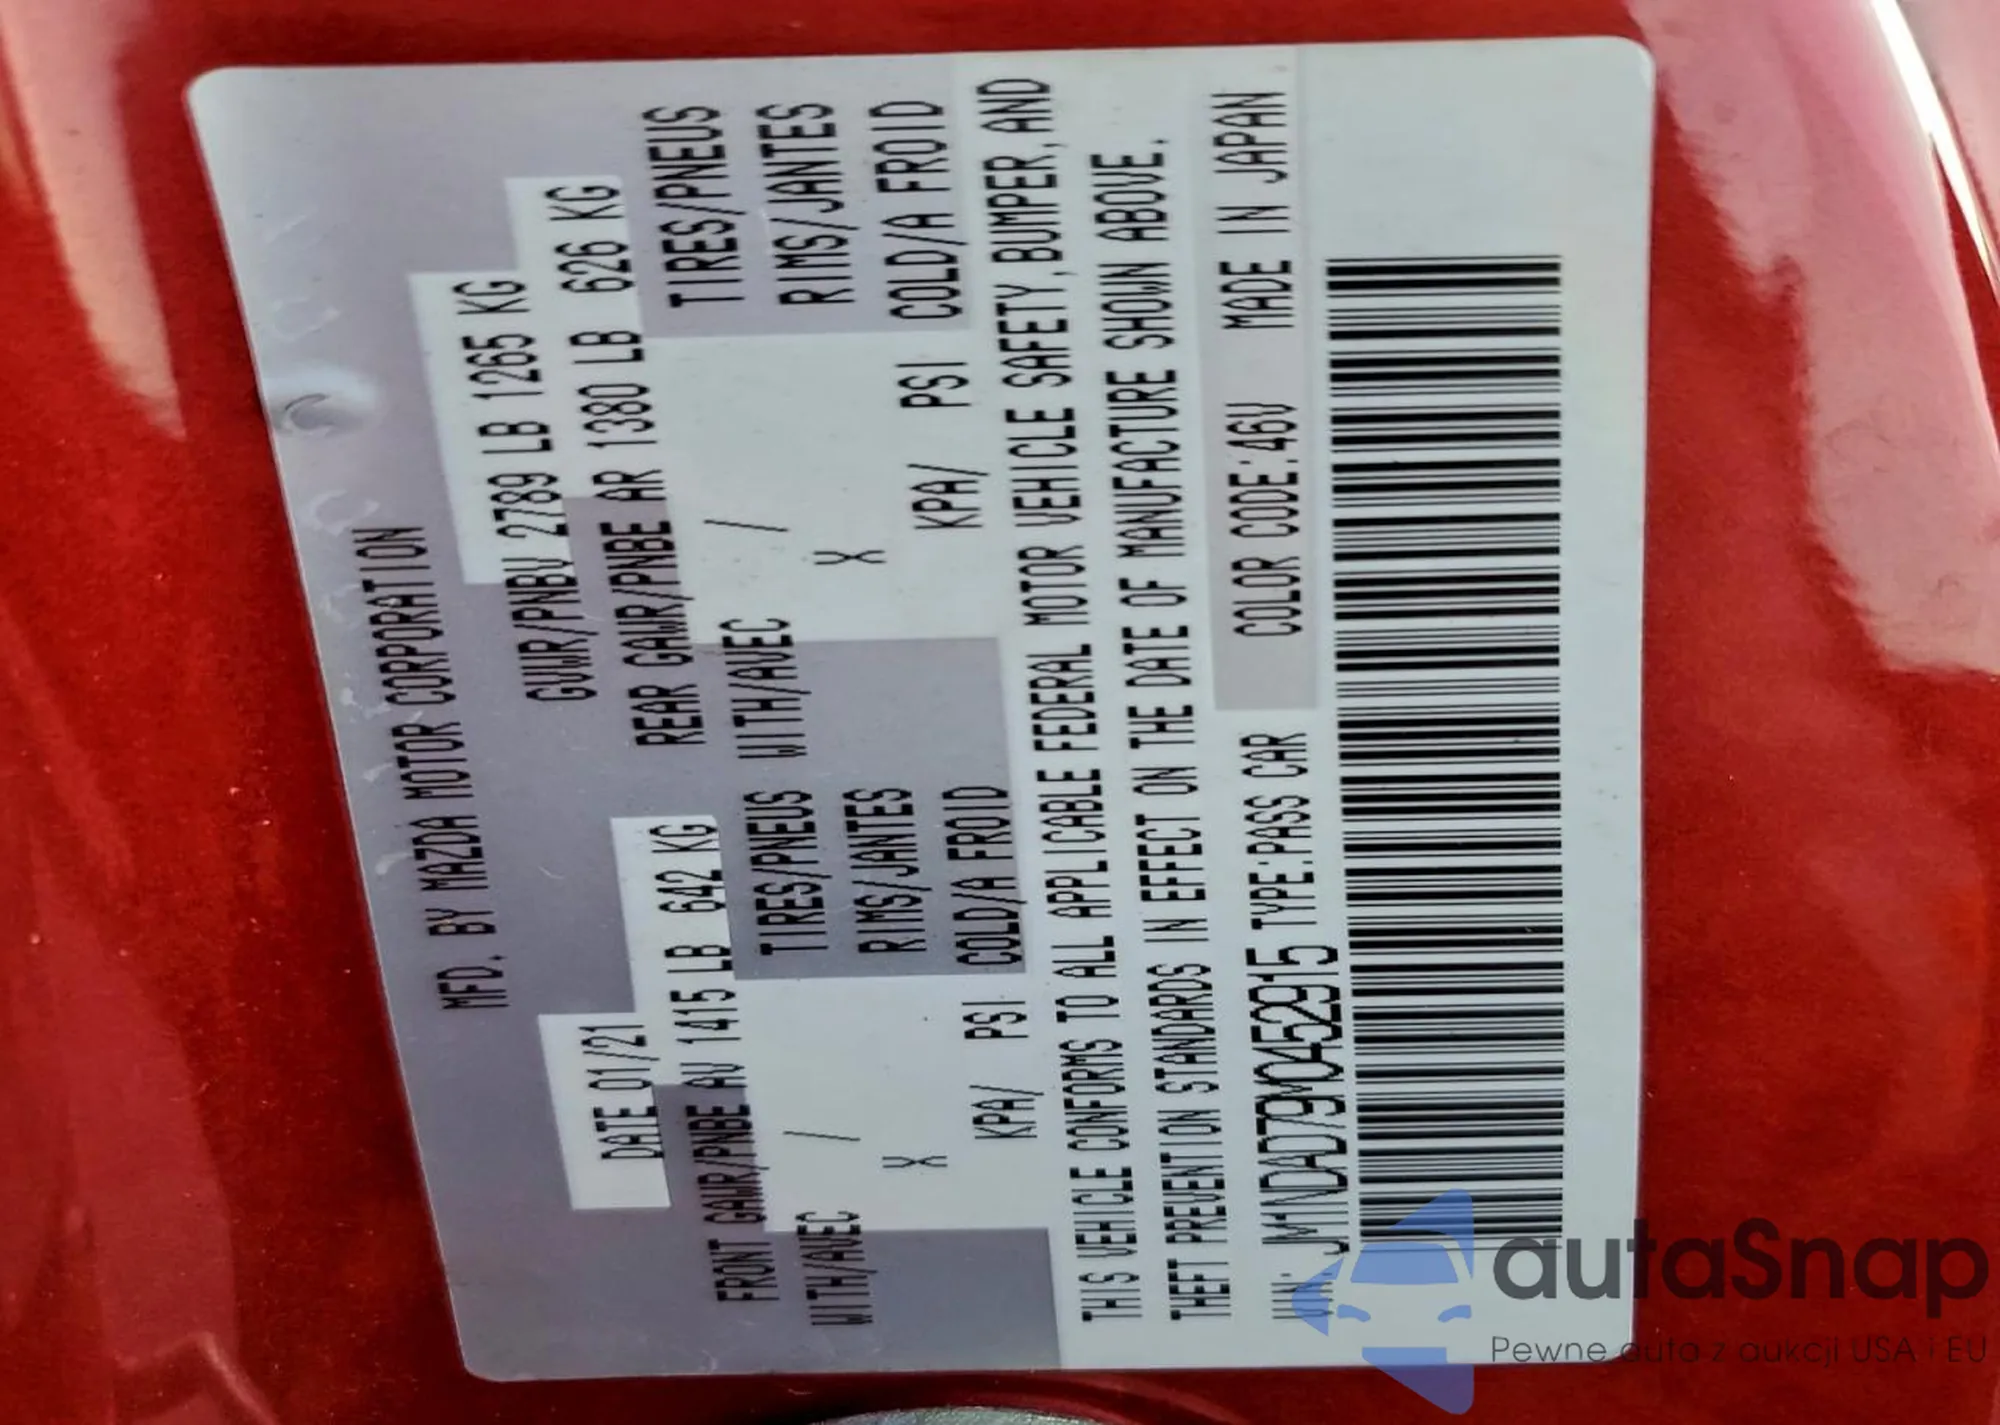 MFD. BY MAZDA MOTOR CORPORATION
DATE 01/21
GVWR/PNBV 2789 LB 1265 KG
FRONT GAWR/PNBE AV 1415 LB 642 KG
REAR GAWR/PNBE AR 1380 LB 626 KG
WITH/AVEC / TIRES/PNEUS
WITH/AVEC / TIRES/PNEUS
X RIMS/JANTES
X RIMS/JANTES
KPA/ PSI COLD/A FROID
KPA/ PSI COLD/A FROID
THIS VEHICLE CONFORMS TO ALL APPLICABLE FEDERAL MOTOR VEHICLE SAFETY, BUMPER, AND
THEFT PREVENTION STANDARDS IN EFFECT ON THE DATE OF MANUFACTURE SHOWN ABOVE.
VIN: JM1NDAD79M0452915 TYPE:PASS CAR COLOR CODE:46V MADE IN JAPAN
autaSnap
Pewne auta z aukcji USA i EU